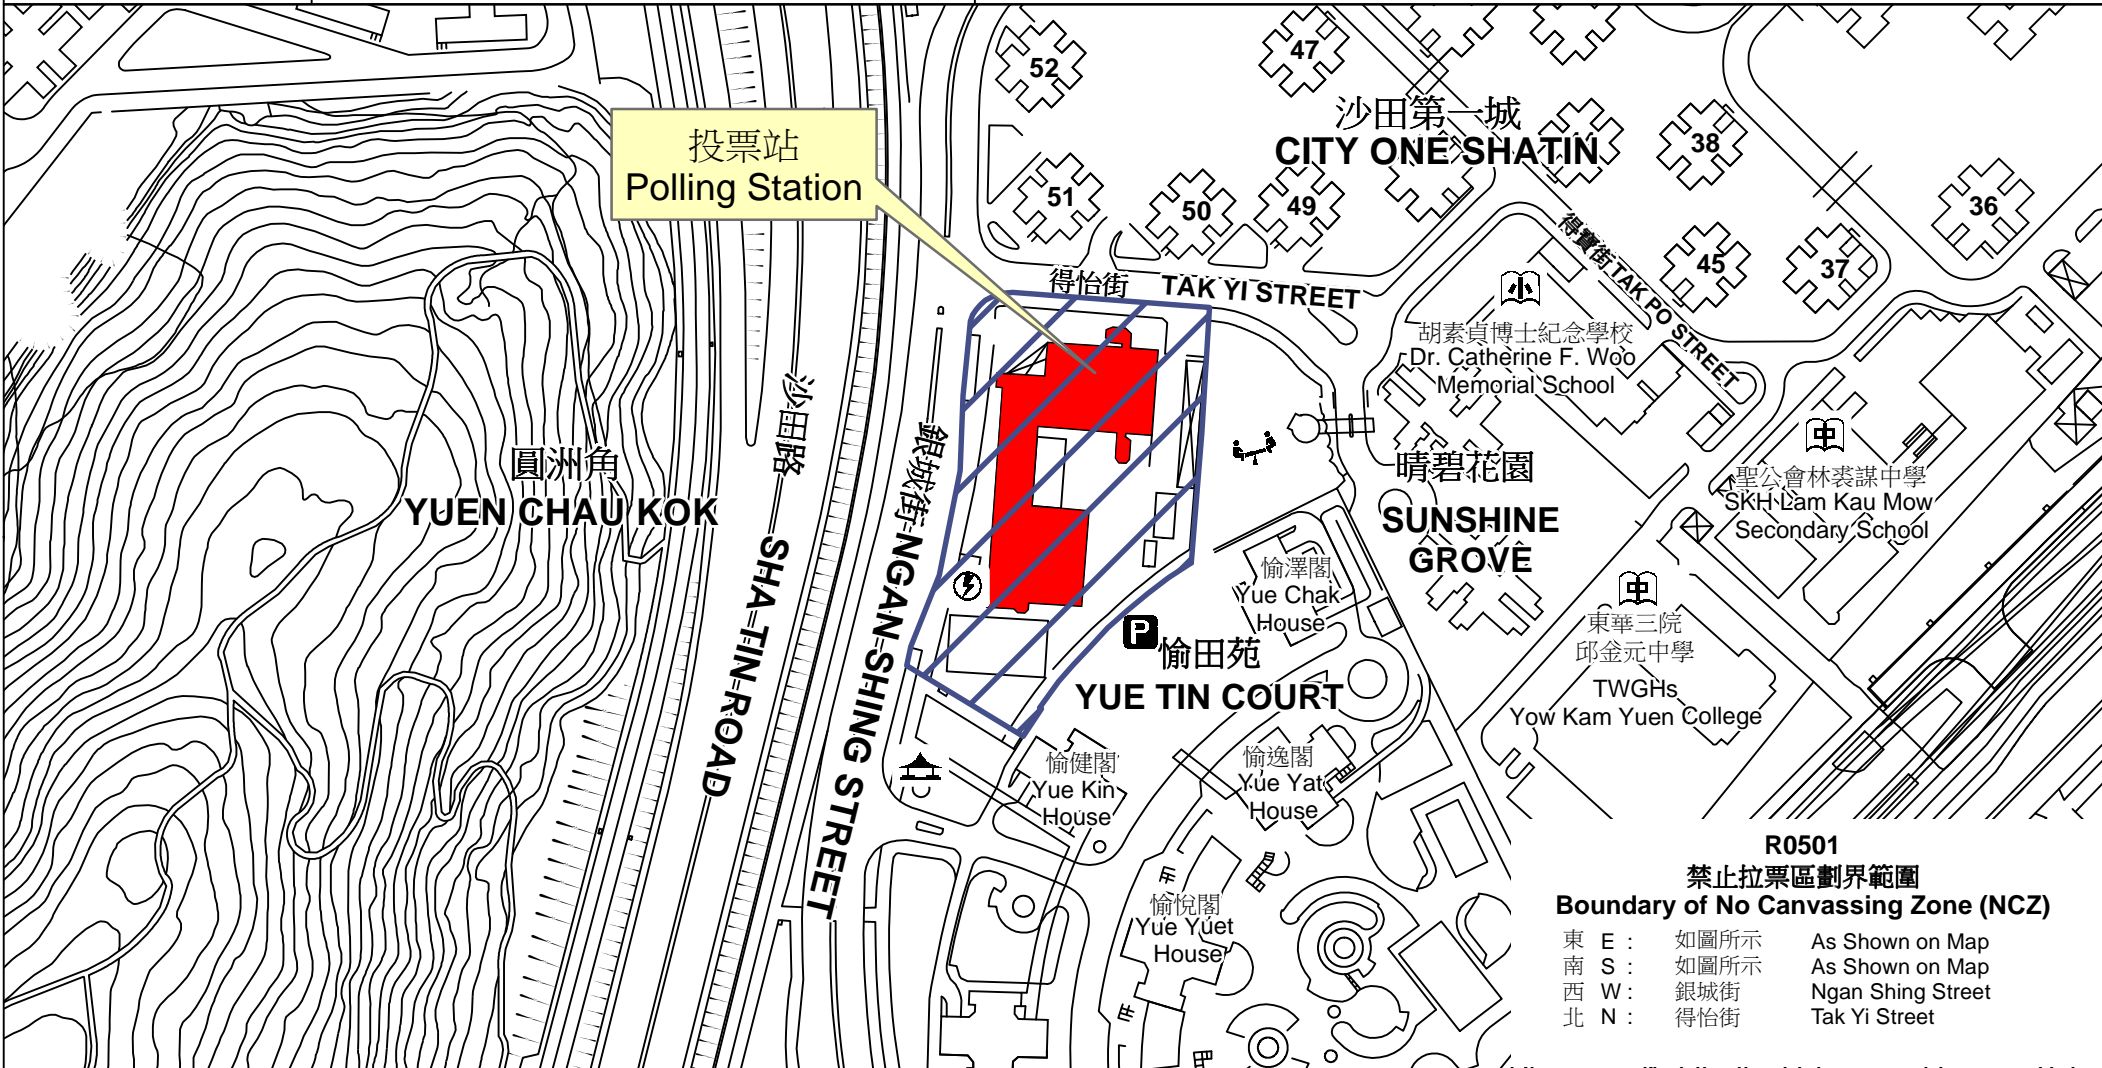 52
47
沙田第一城
CITY ONE SHATIN
38
投票站
Polling Station
51
50
49
36
得寶街 TAK PO STREET
45
37
得怡街 TAK YI STREET
胡素貞博士紀念學校
Dr. Catherine F. Woo
Memorial School
沙田路 SHA TIN ROAD
銀城街 NGAN SHING STREET
圓洲角
YUEN CHAU KOK
晴碧花園
SUNSHINE
GROVE
中
聖公會林裘謀中學
SKH Lam Kau Mow
Secondary School
愉澤閣
Yue Chak
House
中
東華三院
邱金元中學
TWGHs
Yow Kam Yuen College
P
愉田苑
YUE TIN COURT
愉健閣
Yue Kin
House
愉逸閣
Yue Yat
House
愉悅閣
Yue Yuet
House
小
R0501
禁止拉票區劃界範圍
Boundary of No Canvassing Zone (NCZ)
東 E : 如圖所示 As Shown on Map
南 S : 如圖所示 As Shown on Map
西 W : 銀城街 Ngan Shing Street
北 N : 得怡街 Tak Yi Street